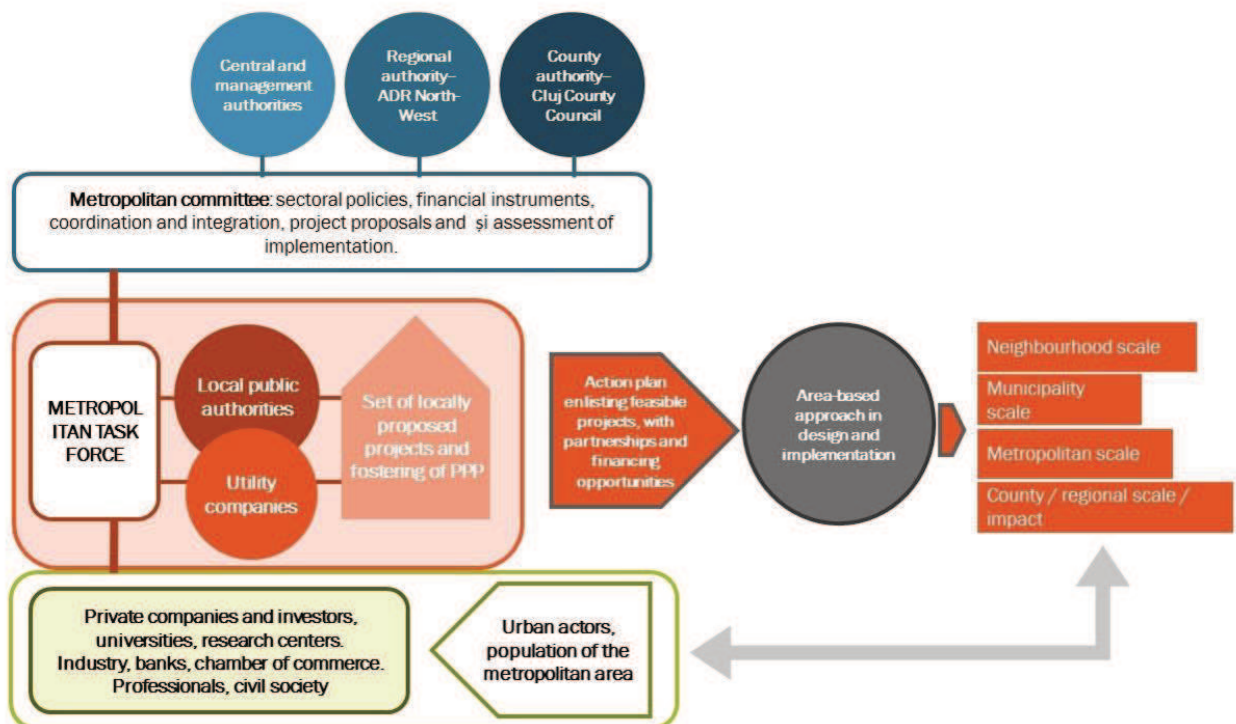 Central and
management
authorities
Regional
authority–
ADR North-
West
County
authority–
Cluj County
Council
Metropolitan committee: sectoral policies, financial instruments,
coordination and integration, project proposals and și assessment of
implementation.
METROPOL
ITAN TASK
FORCE
Local public
authorities
Utility
companies
Set of locally
proposed
projects and
fostering of PPP
Action plan
enlisting feasible
projects, with
partnerships and
financing
opportunities
Area-based
approach in
design and
implementation
Neighbourhood scale
Municipality
scale
Metropolitan scale
County / regional scale /
impact
Private companies and investors,
universities, research centers.
Industry, banks, chamber of commerce.
Professionals, civil society
Urban actors,
population of the
metropolitan area